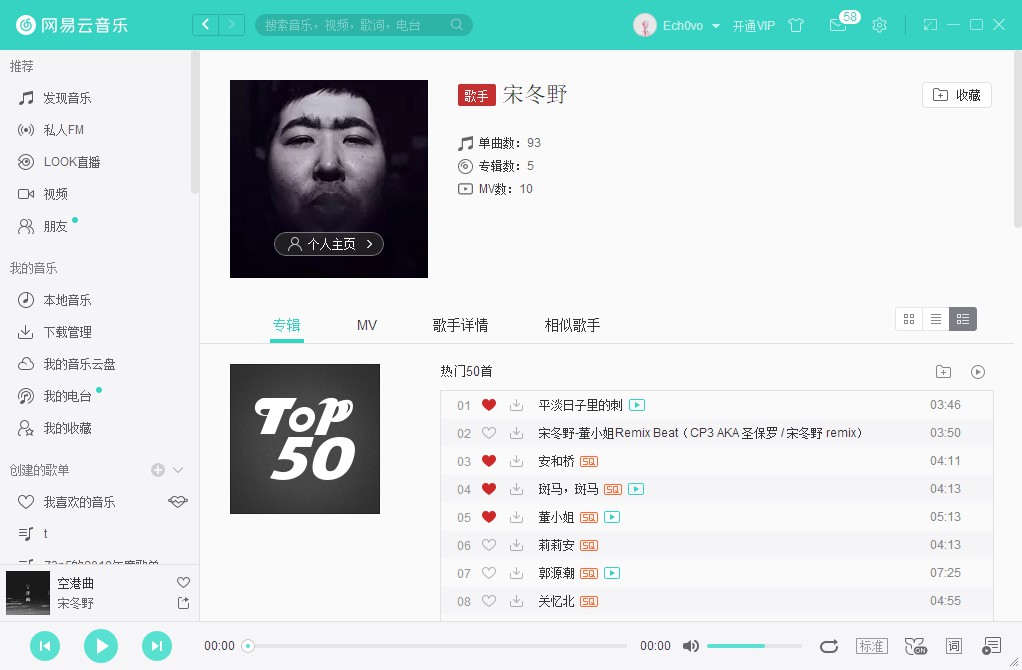 网易云音乐
搜索音乐，视频，歌词，电台
Ech0vo
开通VIP
58
推荐
发现音乐
私人FM
LOOK直播
视频
朋友
我的音乐
本地音乐
下载管理
我的音乐云盘
我的电台
我的收藏
创建的歌单
我喜欢的音乐
t
空港曲
宋冬野
个人主页
歌手 宋冬野
收藏
单曲数：93
专辑数：5
MV数：10
专辑 MV 歌手详情 相似歌手
TOP
50
热门50首
01 平淡日子里的刺 03:46
02 宋冬野-董小姐Remix Beat（CP3 AKA 圣保罗 / 宋冬野 remix） 03:50
03 安和桥 SQ 04:11
04 斑马，斑马 SQ 04:13
05 董小姐 SQ 05:13
06 莉莉安 SQ 04:13
07 郭源潮 SQ 07:25
08 关忆北 SQ 04:55
00:00 00:00 标准 ON 词